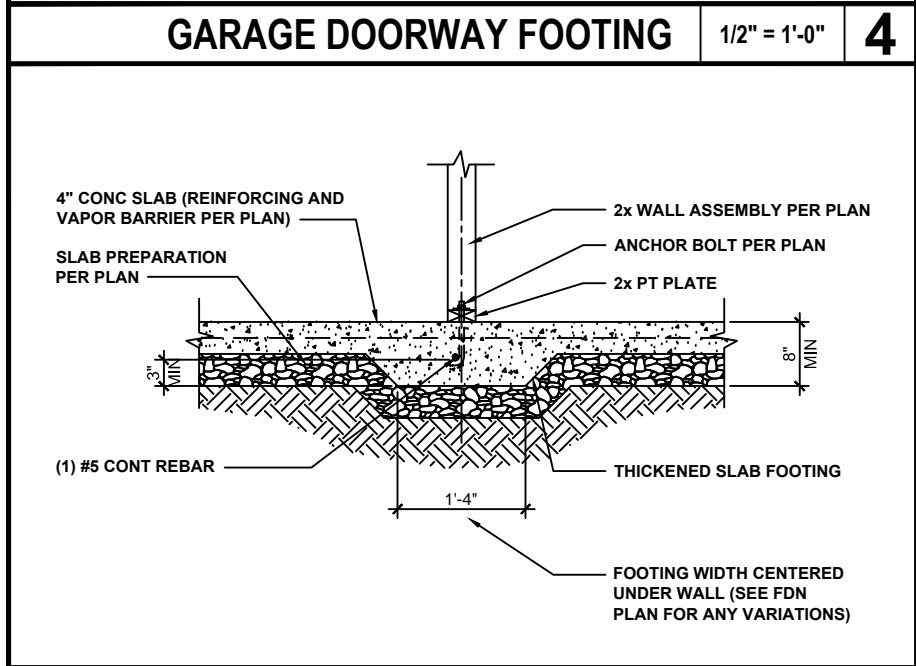 GARAGE DOORWAY FOOTING
1/2" = 1'-0"
4
4" CONC SLAB (REINFORCING AND
VAPOR BARRIER PER PLAN)
SLAB PREPARATION
PER PLAN
2x WALL ASSEMBLY PER PLAN
ANCHOR BOLT PER PLAN
2x PT PLATE
3"
MIN
8"
MIN
(1) #5 CONT REBAR
THICKENED SLAB FOOTING
1'-4"
FOOTING WIDTH CENTERED
UNDER WALL (SEE FDN
PLAN FOR ANY VARIATIONS)